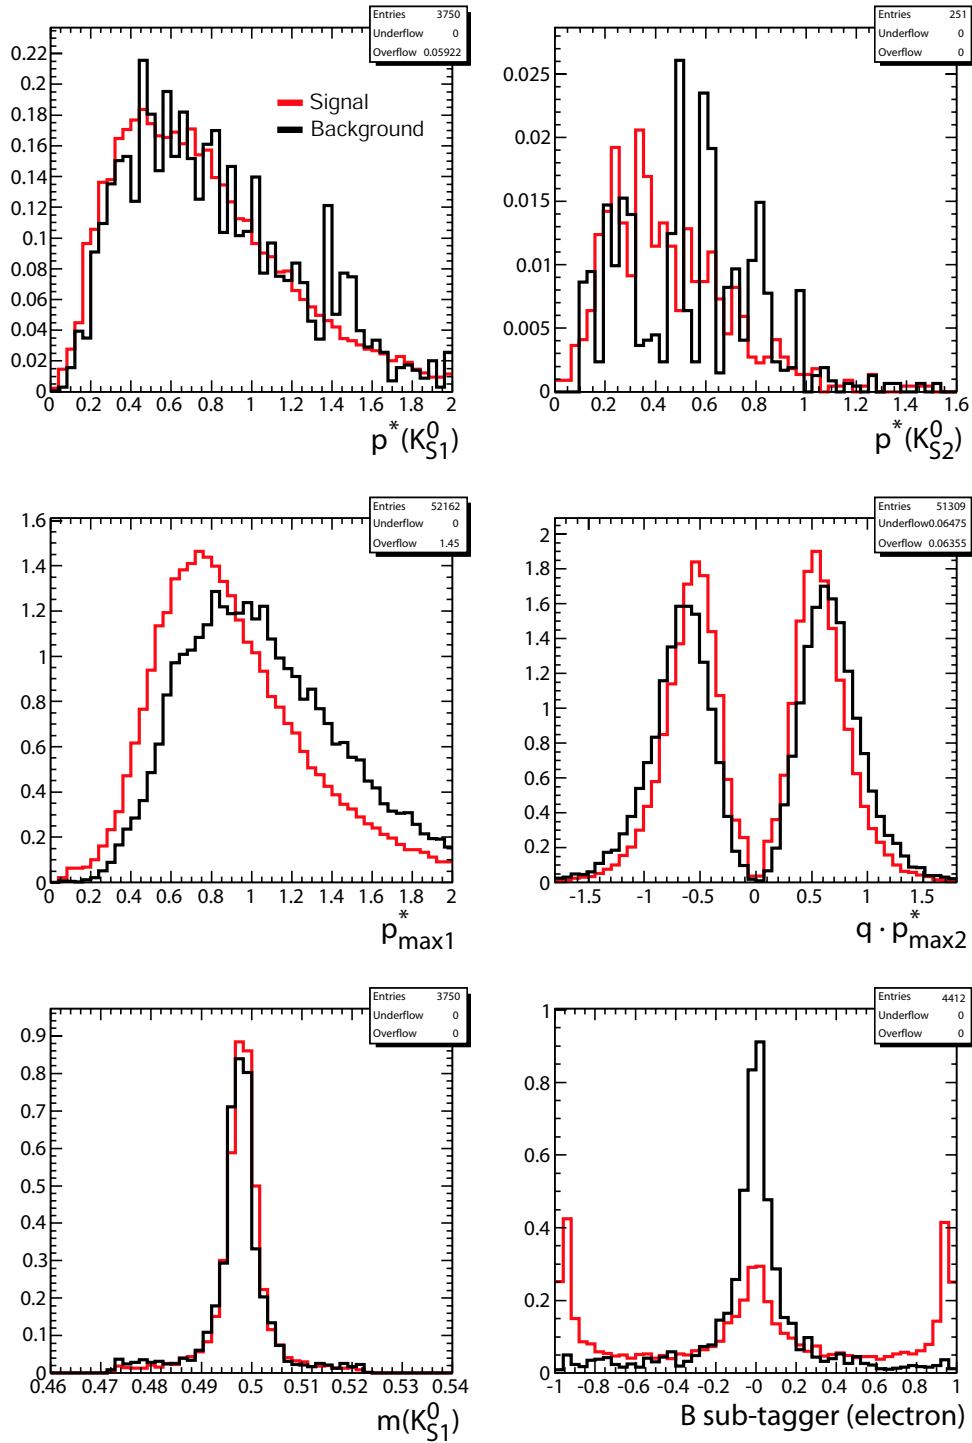 Entries 3750
Underflow 0
Overflow 0.05922
0.22
0.2
0.18
0.16
0.14
0.12
0.1
0.08
0.06
0.04
0.02
0
Signal
Background
0 0.2 0.4 0.6 0.8 1 1.2 1.4 1.6 1.8 2
p*(K⁰S1)
Entries 251
Underflow 0
Overflow 0
0.025
0.02
0.015
0.01
0.005
0
0 0.2 0.4 0.6 0.8 1 1.2 1.4 1.6
p*(K⁰S2)
Entries 52162
Underflow 0
Overflow 1.45
1.6
1.4
1.2
1
0.8
0.6
0.4
0.2
0
0 0.2 0.4 0.6 0.8 1 1.2 1.4 1.6 1.8 2
p*max1
Entries 51309
Underflow0.06475
Overflow 0.06355
2
1.8
1.6
1.4
1.2
1
0.8
0.6
0.4
0.2
0
-1.5 -1 -0.5 0 0.5 1 1.5
q · p*max2
Entries 3750
Underflow 0
Overflow 0
0.9
0.8
0.7
0.6
0.5
0.4
0.3
0.2
0.1
0
0.46 0.47 0.48 0.49 0.5 0.51 0.52 0.53 0.54
m(K⁰S1)
Entries 4412
Underflow 0
Overflow 0
1
0.8
0.6
0.4
0.2
0
-1 -0.8 -0.6 -0.4 -0.2 -0 0.2 0.4 0.6 0.8 1
B sub-tagger (electron)